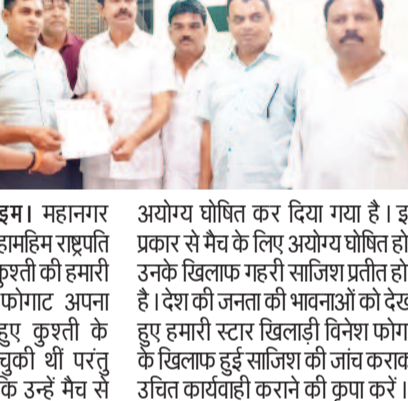 इम। महानगर
हामहिम राष्ट्रपति
कुश्ती की हमारी
फोगाट अपना
हुए कुश्ती के
चुकी थीं परंतु
कि उन्हें मैच से
अयोग्य घोषित कर दिया गया है। इ
प्रकार से मैच के लिए अयोग्य घोषित हो
उनके खिलाफ गहरी साजिश प्रतीत हो
है। देश की जनता की भावनाओं को देख
हुए हमारी स्टार खिलाड़ी विनेश फोग
के खिलाफ हुई साजिश की जांच कराक
उचित कार्यवाही कराने की कृपा करें।